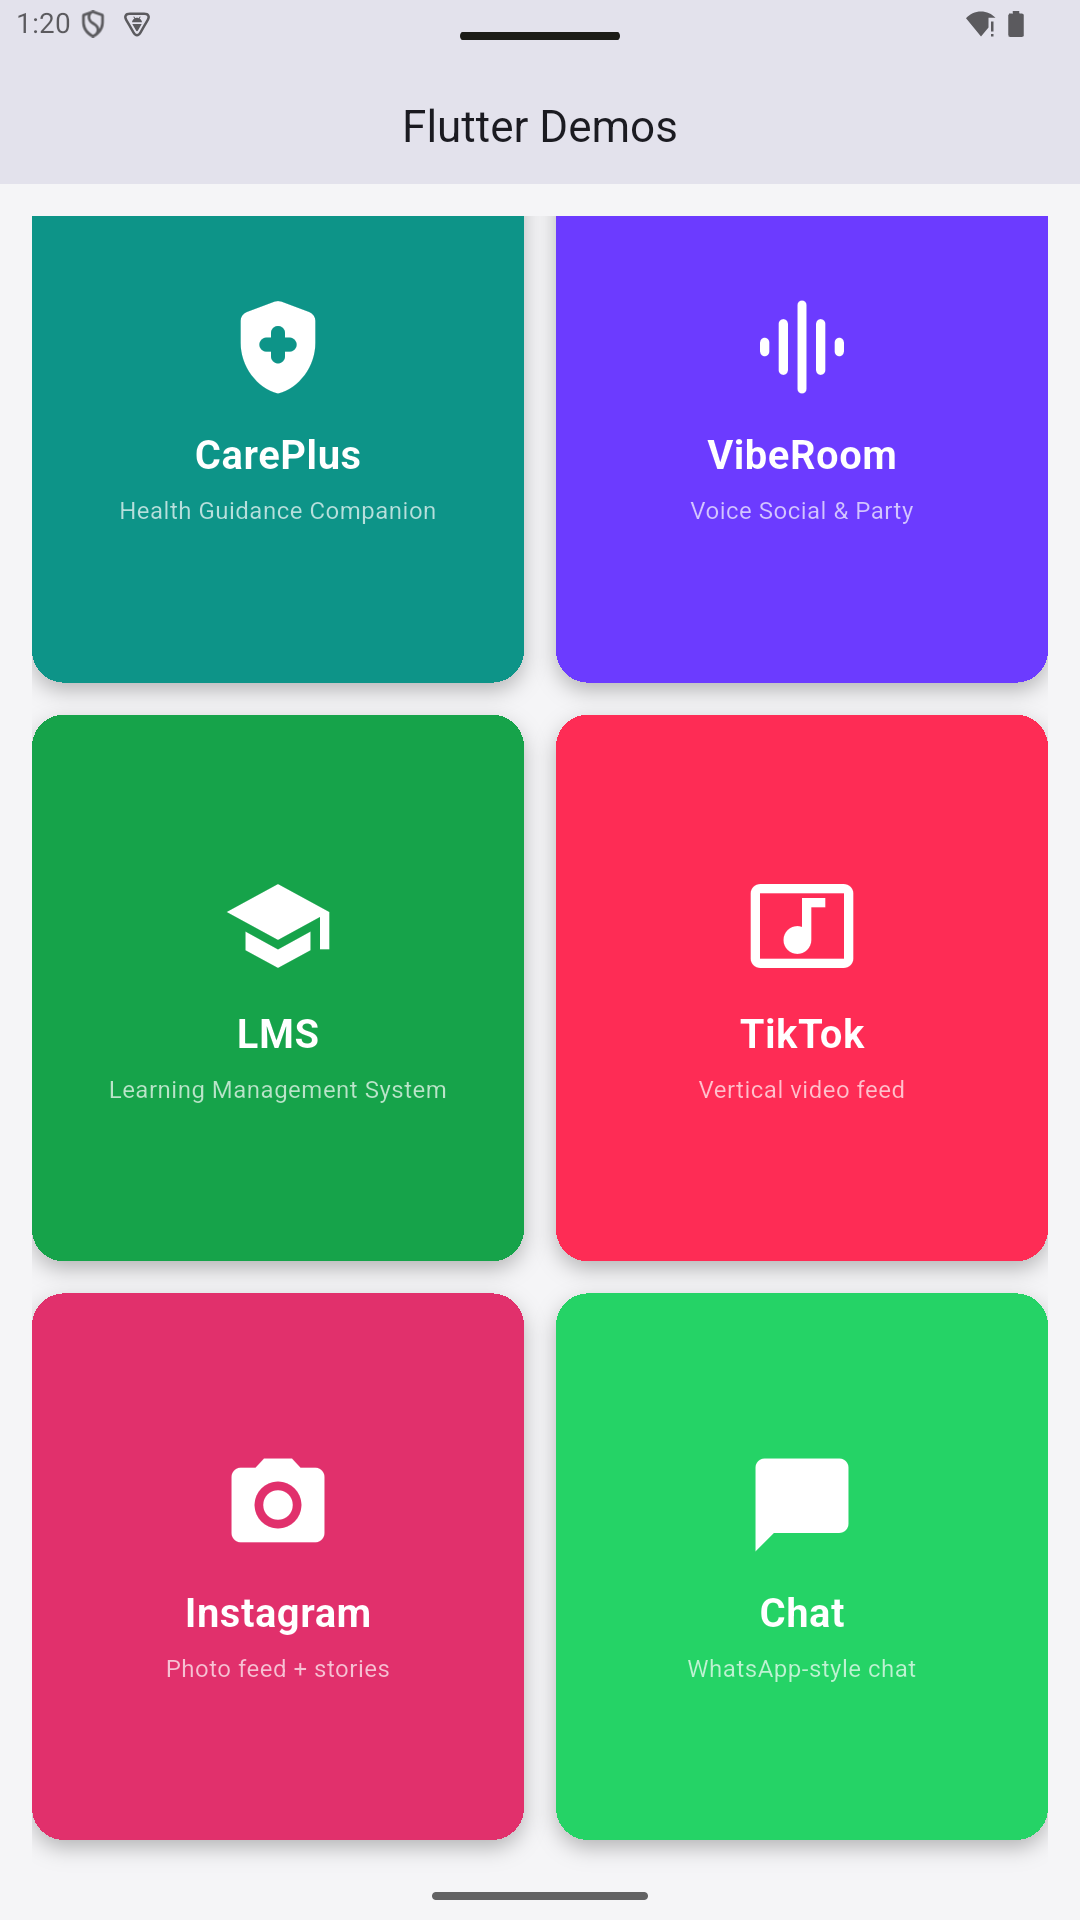 1:20
Flutter Demos
CarePlus
Health Guidance Companion
VibeRoom
Voice Social & Party
LMS
Learning Management System
TikTok
Vertical video feed
Instagram
Photo feed + stories
Chat
WhatsApp-style chat